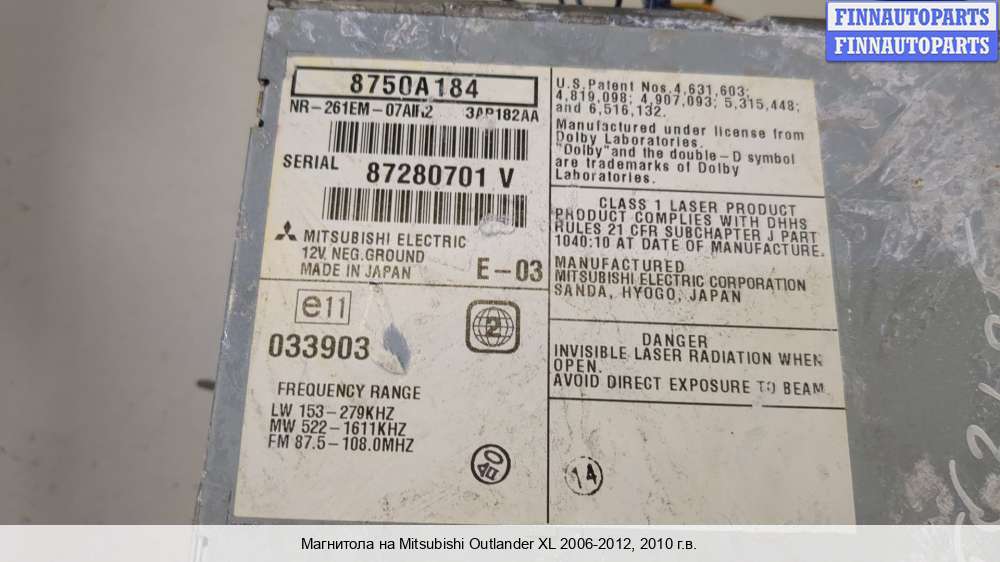 FINNAUTOPARTS
FINNAUTOPARTS
8750A184
NR-261EM-07AIH2 3AP182AA
SERIAL
87280701 V
MITSUBISHI ELECTRIC
12V. NEG.GROUND
MADE IN JAPAN
E-03
e11
2
033903
FREQUENCY RANGE
LW 153-279KHZ
MW 522-1611KHZ
FM 87.5-108.0MHZ
U.S.Patent Nos.4,631,603;
4,819,098; 4,907,093; 5,315,448;
and 6,516,132.
Manufactured under license from
Dolby Laboratories.
"Dolby"and the double-D symbol
are trademarks of Dolby
Laboratories.
CLASS 1 LASER PRODUCT
PRODUCT COMPLIES WITH DHHS
RULES 21 CFR SUBCHAPTER J PART
1040:10 AT DATE OF MANUFACTURE.
MANUFACTURED
MITSUBISHI ELECTRIC CORPORATION
SANDA, HYOGO, JAPAN
DANGER
INVISIBLE LASER RADIATION WHEN
OPEN.
AVOID DIRECT EXPOSURE TO BEAM
14
Магнитола на Mitsubishi Outlander XL 2006-2012, 2010 г.в.